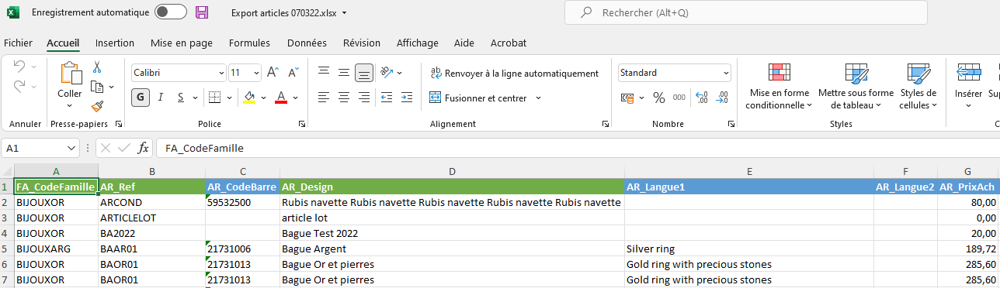 Enregistrement automatique Export articles 070322.xlsx Rechercher (Alt+Q)
Fichier Accueil Insertion Mise en page Formules Données Révision Affichage Aide Acrobat
Calibri 11 A A ab c Renvoyer à la ligne automatiquement Standard
Coller G I S A Fusionner et centrer % 000 ,00 ,0 Mise en forme conditionnelle Mettre sous forme de tableau Styles de cellules Insérer
Annuler Presse-papiers Police Alignement Nombre Styles
A1 fx FA_CodeFamille
A B C D E F G
1 FA_CodeFamille AR_Ref AR_CodeBarre AR_Design AR_Langue1 AR_Langue2 AR_PrixAch
2 BIJOUXOR ARCOND 59532500 Rubis navette Rubis navette Rubis navette Rubis navette Rubis navette 80,00
3 BIJOUXOR ARTICLELOT article lot 0,00
4 BIJOUXOR BA2022 Bague Test 2022 20,00
5 BIJOUXARG BAAR01 21731006 Bague Argent Silver ring 189,72
6 BIJOUXOR BAOR01 21731013 Bague Or et pierres Gold ring with precious stones 285,60
7 BIJOUXOR BAOR01 21731013 Bague Or et pierres Gold ring with precious stones 285,60